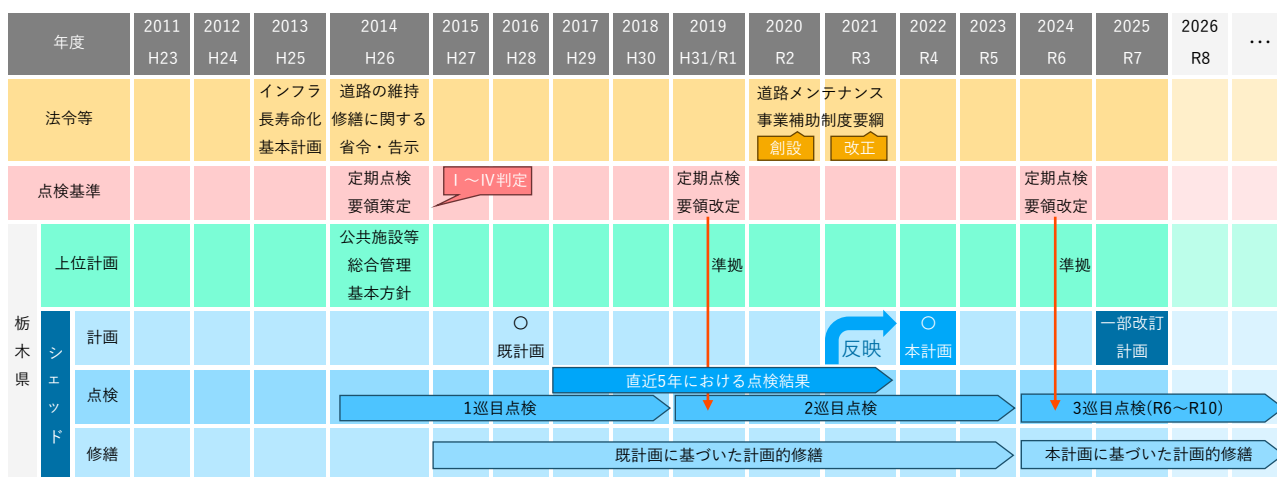 年度
2011
H23
2012
H24
2013
H25
2014
H26
2015
H27
2016
H28
2017
H29
2018
H30
2019
H31/R1
2020
R2
2021
R3
2022
R4
2023
R5
2024
R6
2025
R7
2026
R8
…
法令等
インフラ
長寿命化
基本計画
道路の維持
修繕に関する
省令・告示
道路メンテナンス
事業補助制度要綱
創設
改正
点検基準
定期点検
要領策定
Ⅰ～Ⅳ判定
定期点検
要領改定
定期点検
要領改定
栃木県
上位計画
公共施設等
総合管理
基本方針
準拠
準拠
シェッド
計画
〇
既計画
反映
〇
本計画
一部改訂
計画
点検
直近5年における点検結果
1巡目点検
2巡目点検
3巡目点検(R6～R10)
修繕
既計画に基づいた計画的修繕
本計画に基づいた計画的修繕